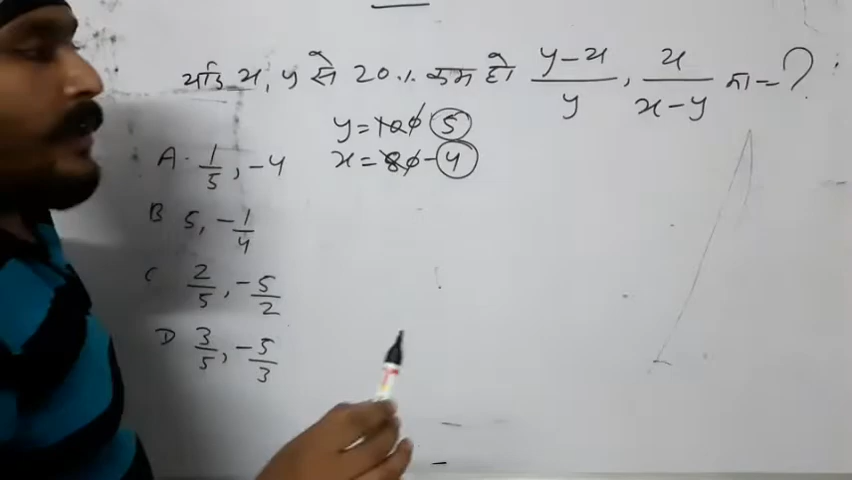 यदि x, y से 20% कम हो (y-x)/y, x/(x-y) का = ?
y = 100 5
x = 80 - 4
A. 1/5, -4
B 5, -1/4
C 2/5, -5/2
D 3/5, -5/3